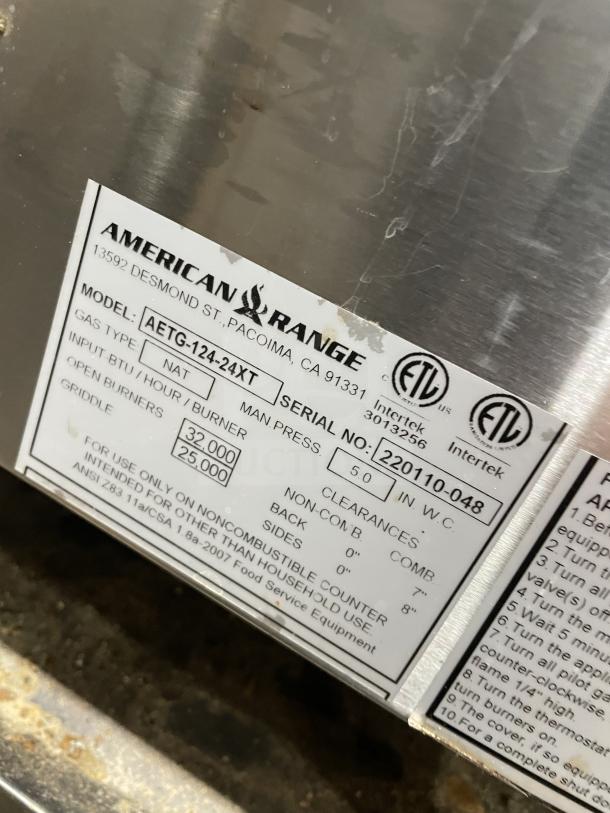 AMERICAN RANGE
13592 DESMOND ST., PACOIMA, CA 91331
ETL
c us
Intertek
3013256
ETL
Intertek
MODEL: AETG-124-24XT SERIAL NO: 220110-048
GAS TYPE NAT MAN PRESS. 5.0 IN W.C.
INPUT-BTU / HOUR / BURNER
OPEN BURNERS 32,000
GRIDDLE 25,000
CLEARANCES
NON-COMB. COMB.
BACK 0" 7"
SIDES 0" 8"
FOR USE ONLY ON NONCOMBUSTIBLE COUNTER
INTENDED FOR OTHER THAN HOUSEHOLD USE.
ANSI Z83.11a/CSA 1.8a-2007 Food Service Equipment
1. Bef
equip
2. Turn
3. Turn all
valve(s) o
4. Turn the m
5. Wait 5 minu
6. Turn the appli
7. Turn all pilot ga
counter-clockwise.
flame 1/4" high
8. Turn the thermostat
turn burners on.
9. The cover, if so equipp
10. For a complete shut do